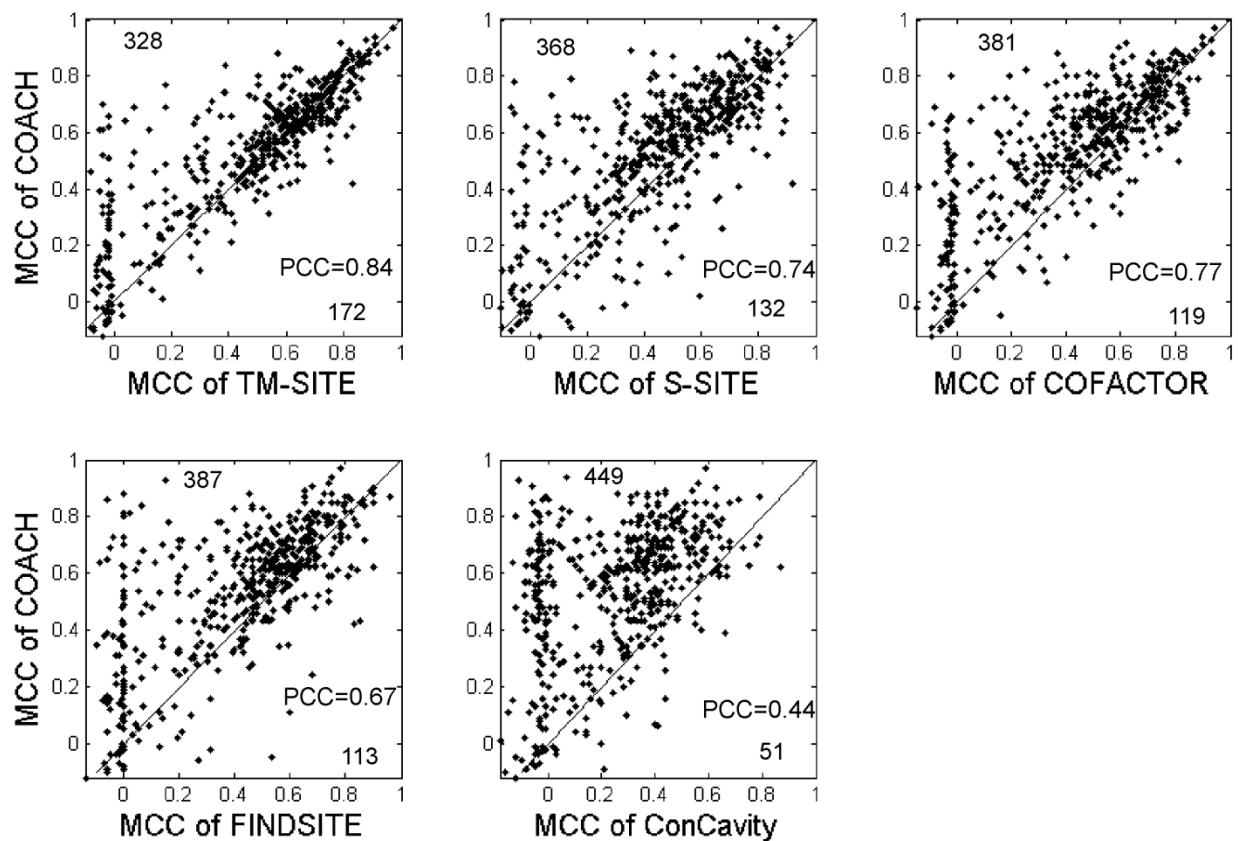 1
0.8
0.6
0.4
0.2
0
MCC of COACH
328
PCC=0.84
172
0 0.2 0.4 0.6 0.8 1
MCC of TM-SITE
1
0.8
0.6
0.4
0.2
0
368
PCC=0.74
132
0 0.2 0.4 0.6 0.8 1
MCC of S-SITE
1
0.8
0.6
0.4
0.2
0
381
PCC=0.77
119
0 0.2 0.4 0.6 0.8 1
MCC of COFACTOR
1
0.8
0.6
0.4
0.2
0
MCC of COACH
387
PCC=0.67
113
0 0.2 0.4 0.6 0.8 1
MCC of FINDSITE
1
0.8
0.6
0.4
0.2
0
449
PCC=0.44
51
0 0.2 0.4 0.6 0.8 1
MCC of ConCavity